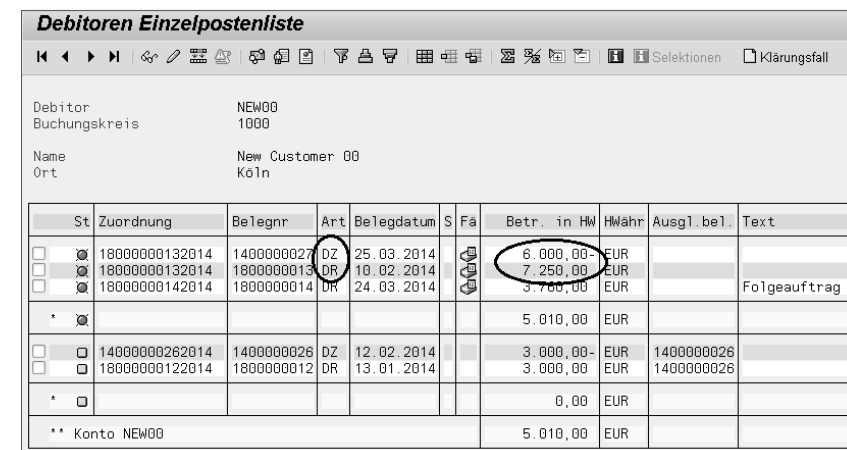 Debitoren Einzelpostenliste
Selektionen Klärungsfall
Debitor NEW00
Buchungskreis 1000
Name New Customer 00
Ort Köln
St Zuordnung Belegnr Art Belegdatum S Fä Betr. in HW HWähr Ausgl.bel. Text
18000000132014 1400000027 DZ 25.03.2014 6.000,00- EUR
18000000132014 1800000013 DR 10.02.2014 7.250,00 EUR
18000000142014 1800000014 DR 24.03.2014 3.760,00 EUR Folgeauftrag
* 5.010,00 EUR
14000000262014 1400000026 DZ 12.02.2014 3.000,00- EUR 1400000026
18000000122014 1800000012 DR 13.01.2014 3.000,00 EUR 1400000026
* 0,00 EUR
** Konto NEW00 5.010,00 EUR